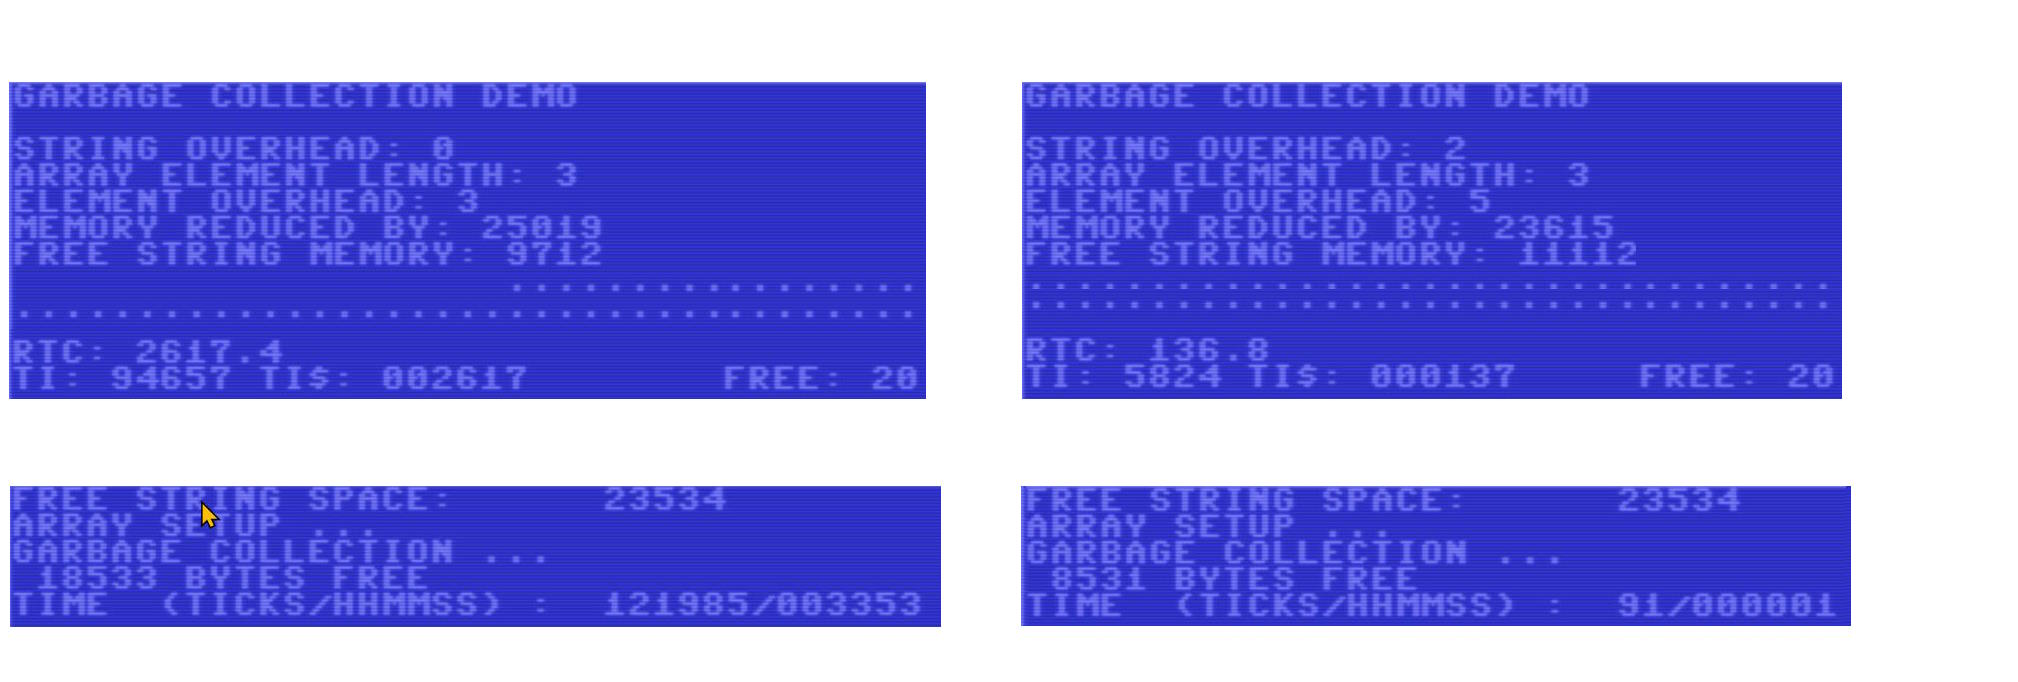 GARBAGE COLLECTION DEMO
STRING OVERHEAD: 0
ARRAY ELEMENT LENGTH: 3
ELEMENT OVERHEAD: 3
MEMORY REDUCED BY: 25019
FREE STRING MEMORY: 9712
.................
.....................................
RTC: 2617.4
TI: 94657 TI$: 002617 FREE: 20
GARBAGE COLLECTION DEMO
STRING OVERHEAD: 2
ARRAY ELEMENT LENGTH: 3
ELEMENT OVERHEAD: 5
MEMORY REDUCED BY: 23615
FREE STRING MEMORY: 11112
.................................
.................................
RTC: 136.8
TI: 5824 TI$: 000137 FREE: 20
FREE STRING SPACE: 23534
ARRAY SETUP ...
GARBAGE COLLECTION ...
18533 BYTES FREE
TIME (TICKS/HHMMSS) : 121985/003353
FREE STRING SPACE: 23534
ARRAY SETUP ...
GARBAGE COLLECTION ...
8531 BYTES FREE
TIME (TICKS/HHMMSS) : 91/000001